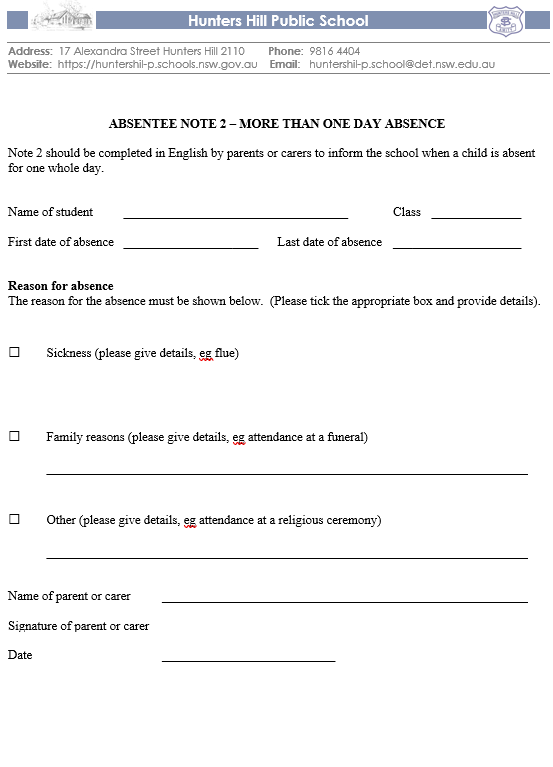 Hunters Hill Public School
Address: 17 Alexandra Street Hunters Hill 2110 Phone: 9816 4404
Website: https://huntershil-p.schools.nsw.gov.au Email: huntershil-p.school@det.nsw.edu.au
ABSENTEE NOTE 2 – MORE THAN ONE DAY ABSENCE
Note 2 should be completed in English by parents or carers to inform the school when a child is absent
for one whole day.
Name of student Class
First date of absence Last date of absence
Reason for absence
The reason for the absence must be shown below. (Please tick the appropriate box and provide details).
☐ Sickness (please give details, eg flue)
☐ Family reasons (please give details, eg attendance at a funeral)
☐ Other (please give details, eg attendance at a religious ceremony)
Name of parent or carer
Signature of parent or carer
Date